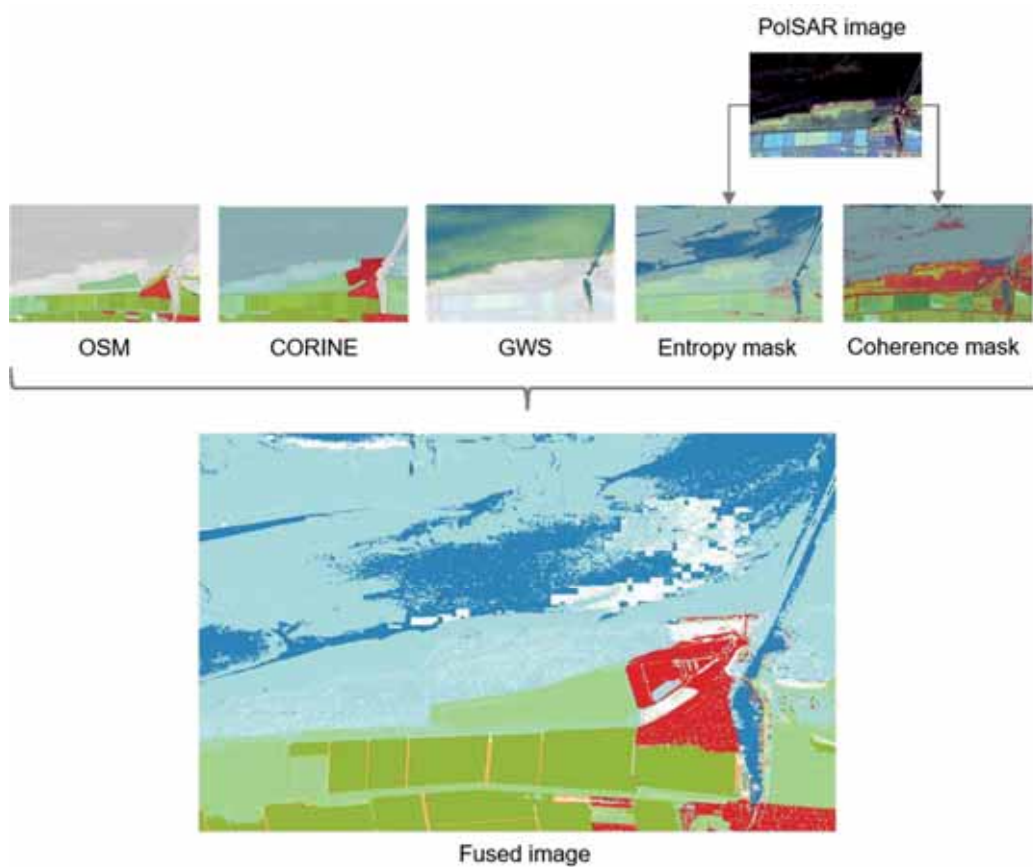 PolSAR image
OSM
CORINE
GWS
Entropy mask
Coherence mask
Fused image